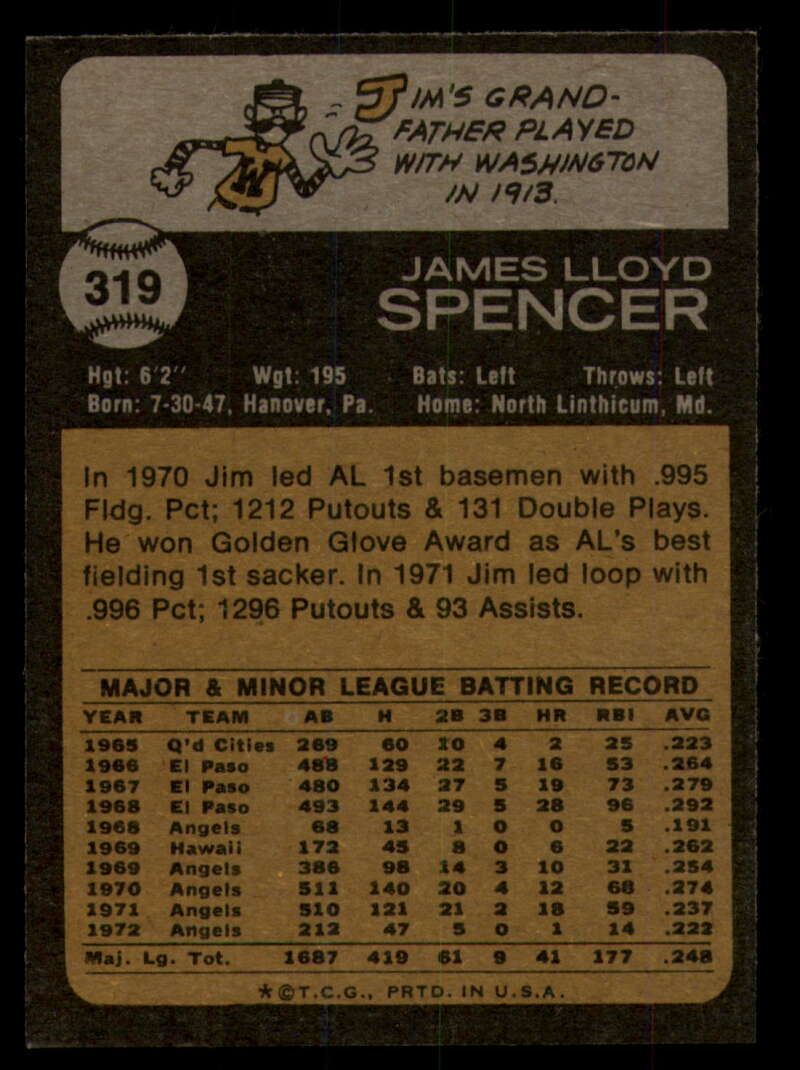 JIM'S GRAND-
FATHER PLAYED
WITH WASHINGTON
IN 1913.
W
319
JAMES LLOYD
SPENCER
Hgt: 6'2" Wgt: 195 Bats: Left Throws: Left
Born: 7-30-47, Hanover, Pa. Home: North Linthicum, Md.
In 1970 Jim led AL 1st basemen with .995
Fldg. Pct; 1212 Putouts & 131 Double Plays.
He won Golden Glove Award as AL's best
fielding 1st sacker. In 1971 Jim led loop with
.996 Pct; 1296 Putouts & 93 Assists.
MAJOR & MINOR LEAGUE BATTING RECORD
YEAR TEAM AB H 2B 3B HR RBI AVG
1965 Q'd Cities 269 60 10 4 2 25 .223
1966 El Paso 488 129 22 7 16 53 .264
1967 El Paso 480 134 27 5 19 73 .279
1968 El Paso 493 144 29 5 28 96 .292
1968 Angels 68 13 1 0 0 5 .191
1969 Hawaii 172 45 8 0 6 22 .262
1969 Angels 386 98 14 3 10 31 .254
1970 Angels 511 140 20 4 12 68 .274
1971 Angels 510 121 21 2 18 59 .237
1972 Angels 212 47 5 0 1 14 .222
Maj. Lg. Tot. 1687 419 61 9 41 177 .248
*©T.C.G., PRTD. IN U.S.A.